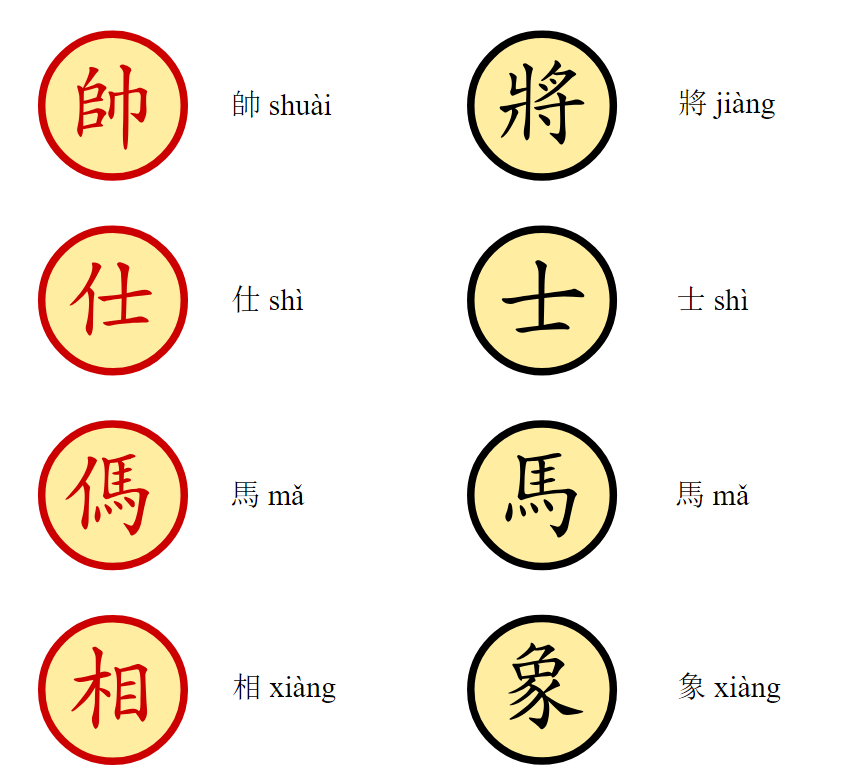 帥 帥 shuài 將 將 jiàng
仕 仕 shì 士 士 shì
傌 馬 mǎ 馬 馬 mǎ
相 相 xiàng 象 象 xiàng